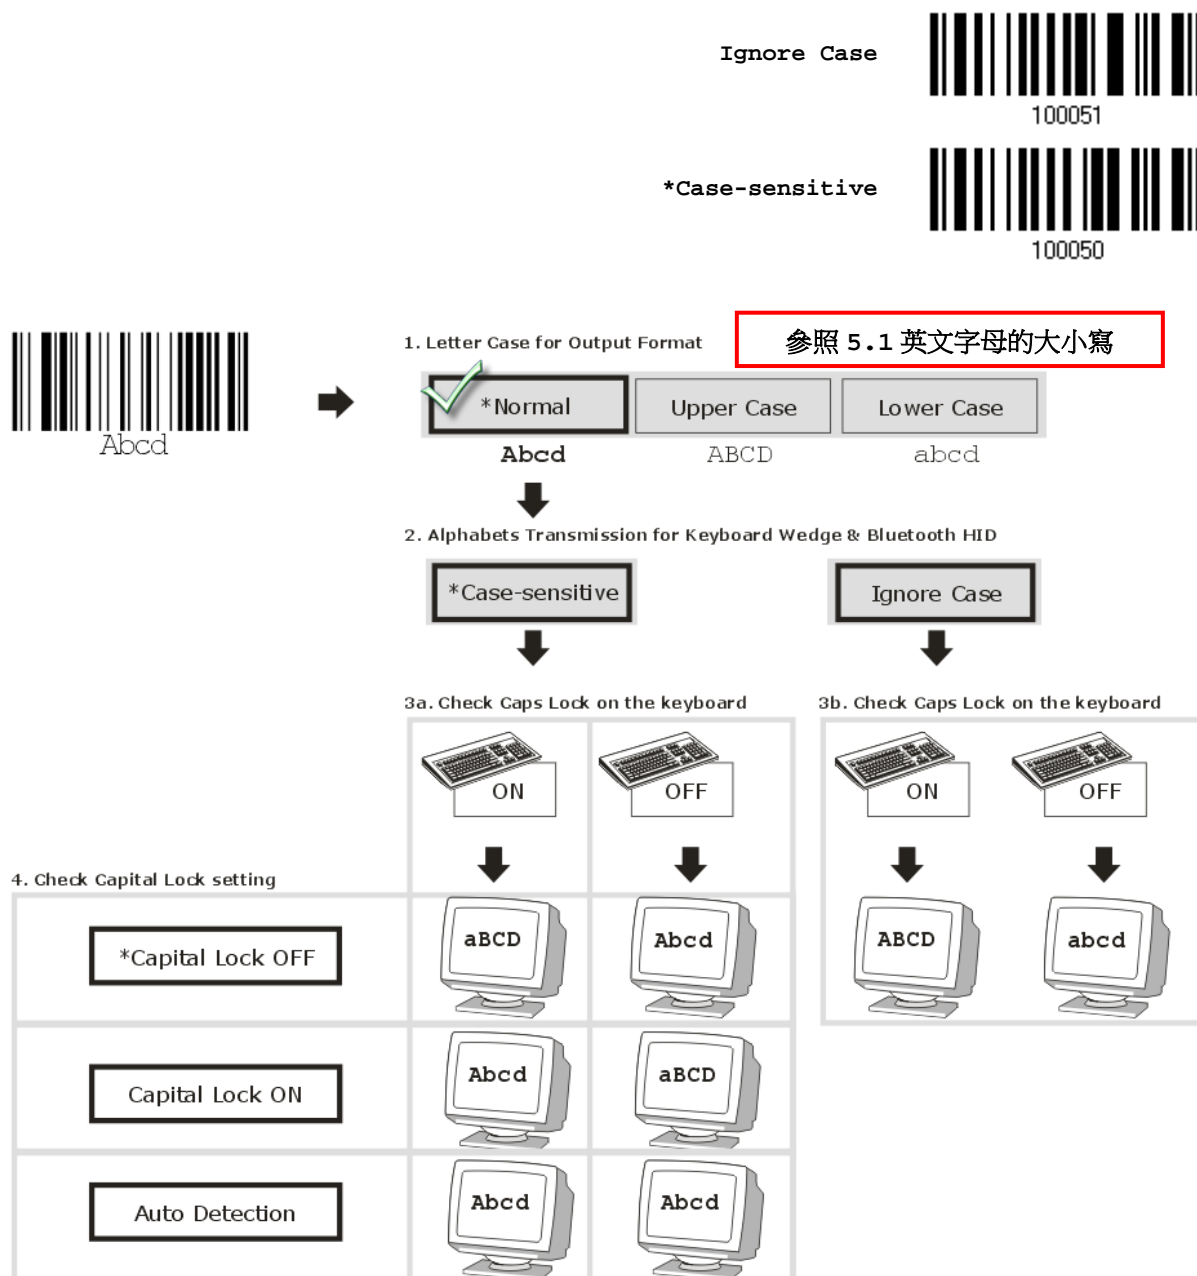 Ignore Case
100051
*Case-sensitive
100050
Abcd
1. Letter Case for Output Format
參照 5.1 英文字母的大小寫
*Normal
Upper Case
Lower Case
Abcd
ABCD
abcd
2. Alphabets Transmission for Keyboard Wedge & Bluetooth HID
*Case-sensitive
Ignore Case
3a. Check Caps Lock on the keyboard
3b. Check Caps Lock on the keyboard
ON
OFF
ON
OFF
4. Check Capital Lock setting
*Capital Lock OFF
aBCD
Abcd
ABCD
abcd
Capital Lock ON
Abcd
aBCD
Auto Detection
Abcd
Abcd